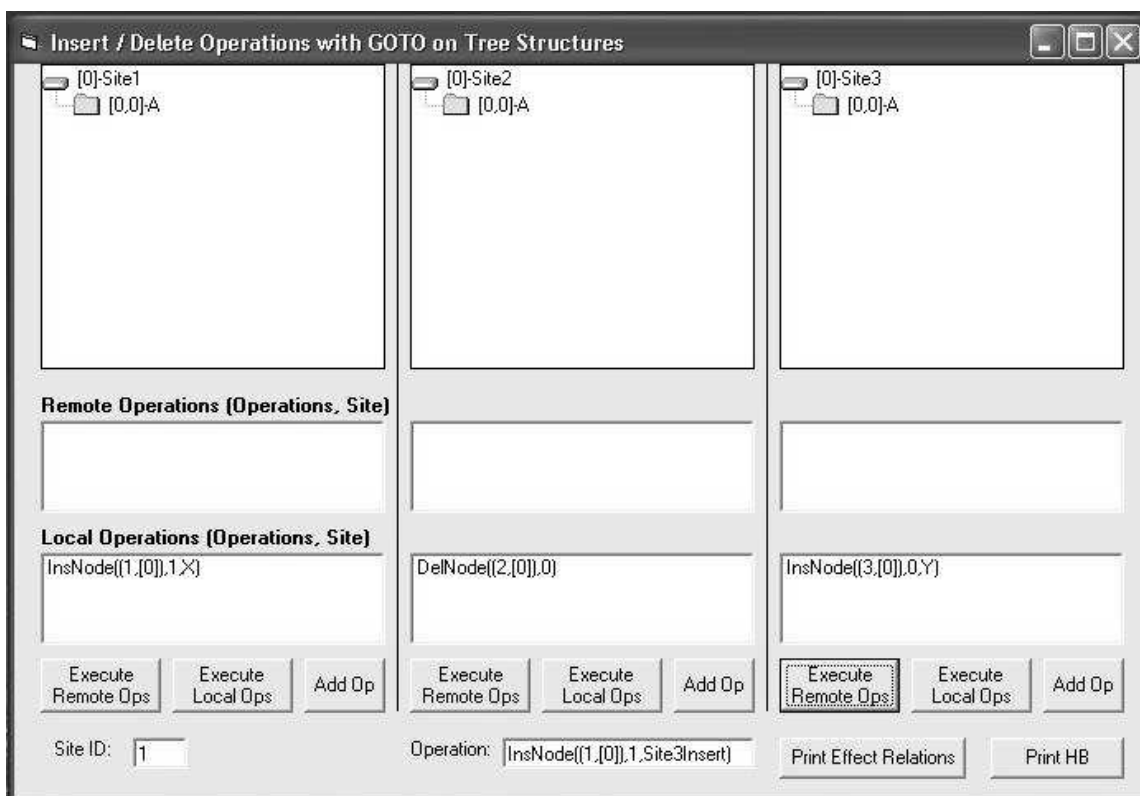 Insert / Delete Operations with GOTO on Tree Structures
[0]-Site1
[0,0]-A
[0]-Site2
[0,0]-A
[0]-Site3
[0,0]-A
Remote Operations (Operations, Site)
Local Operations (Operations, Site)
InsNode((1,[0]),1,X)
DelNode((2,[0]),0)
InsNode((3,[0]),0,Y)
Execute Remote Ops
Execute Local Ops
Add Op
Execute Remote Ops
Execute Local Ops
Add Op
Execute Remote Ops
Execute Local Ops
Add Op
Site ID: 1
Operation: InsNode((1,[0]),1,Site3Insert)
Print Effect Relations
Print HB